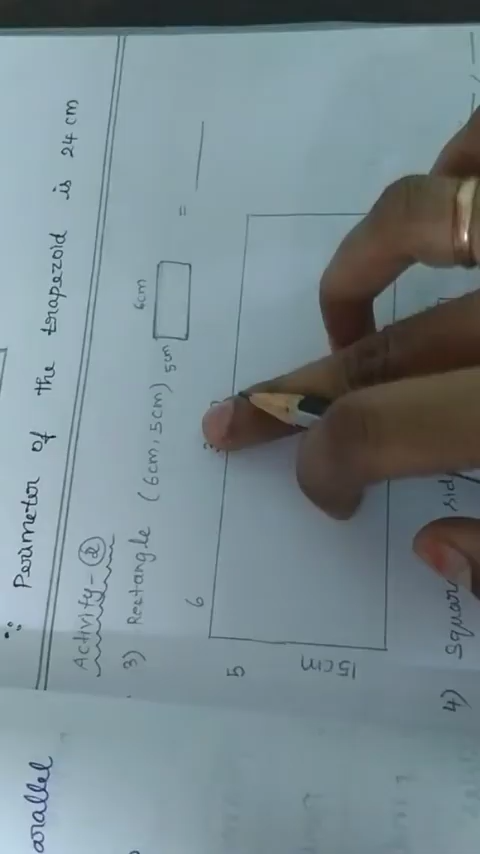 ∴ Perimeter of the trapezoid is 24 cm
Activity-②
3) Rectangle (6cm, 5cm) 5cm 6cm = 
6
5
15cm
4) Squar sid
arallel